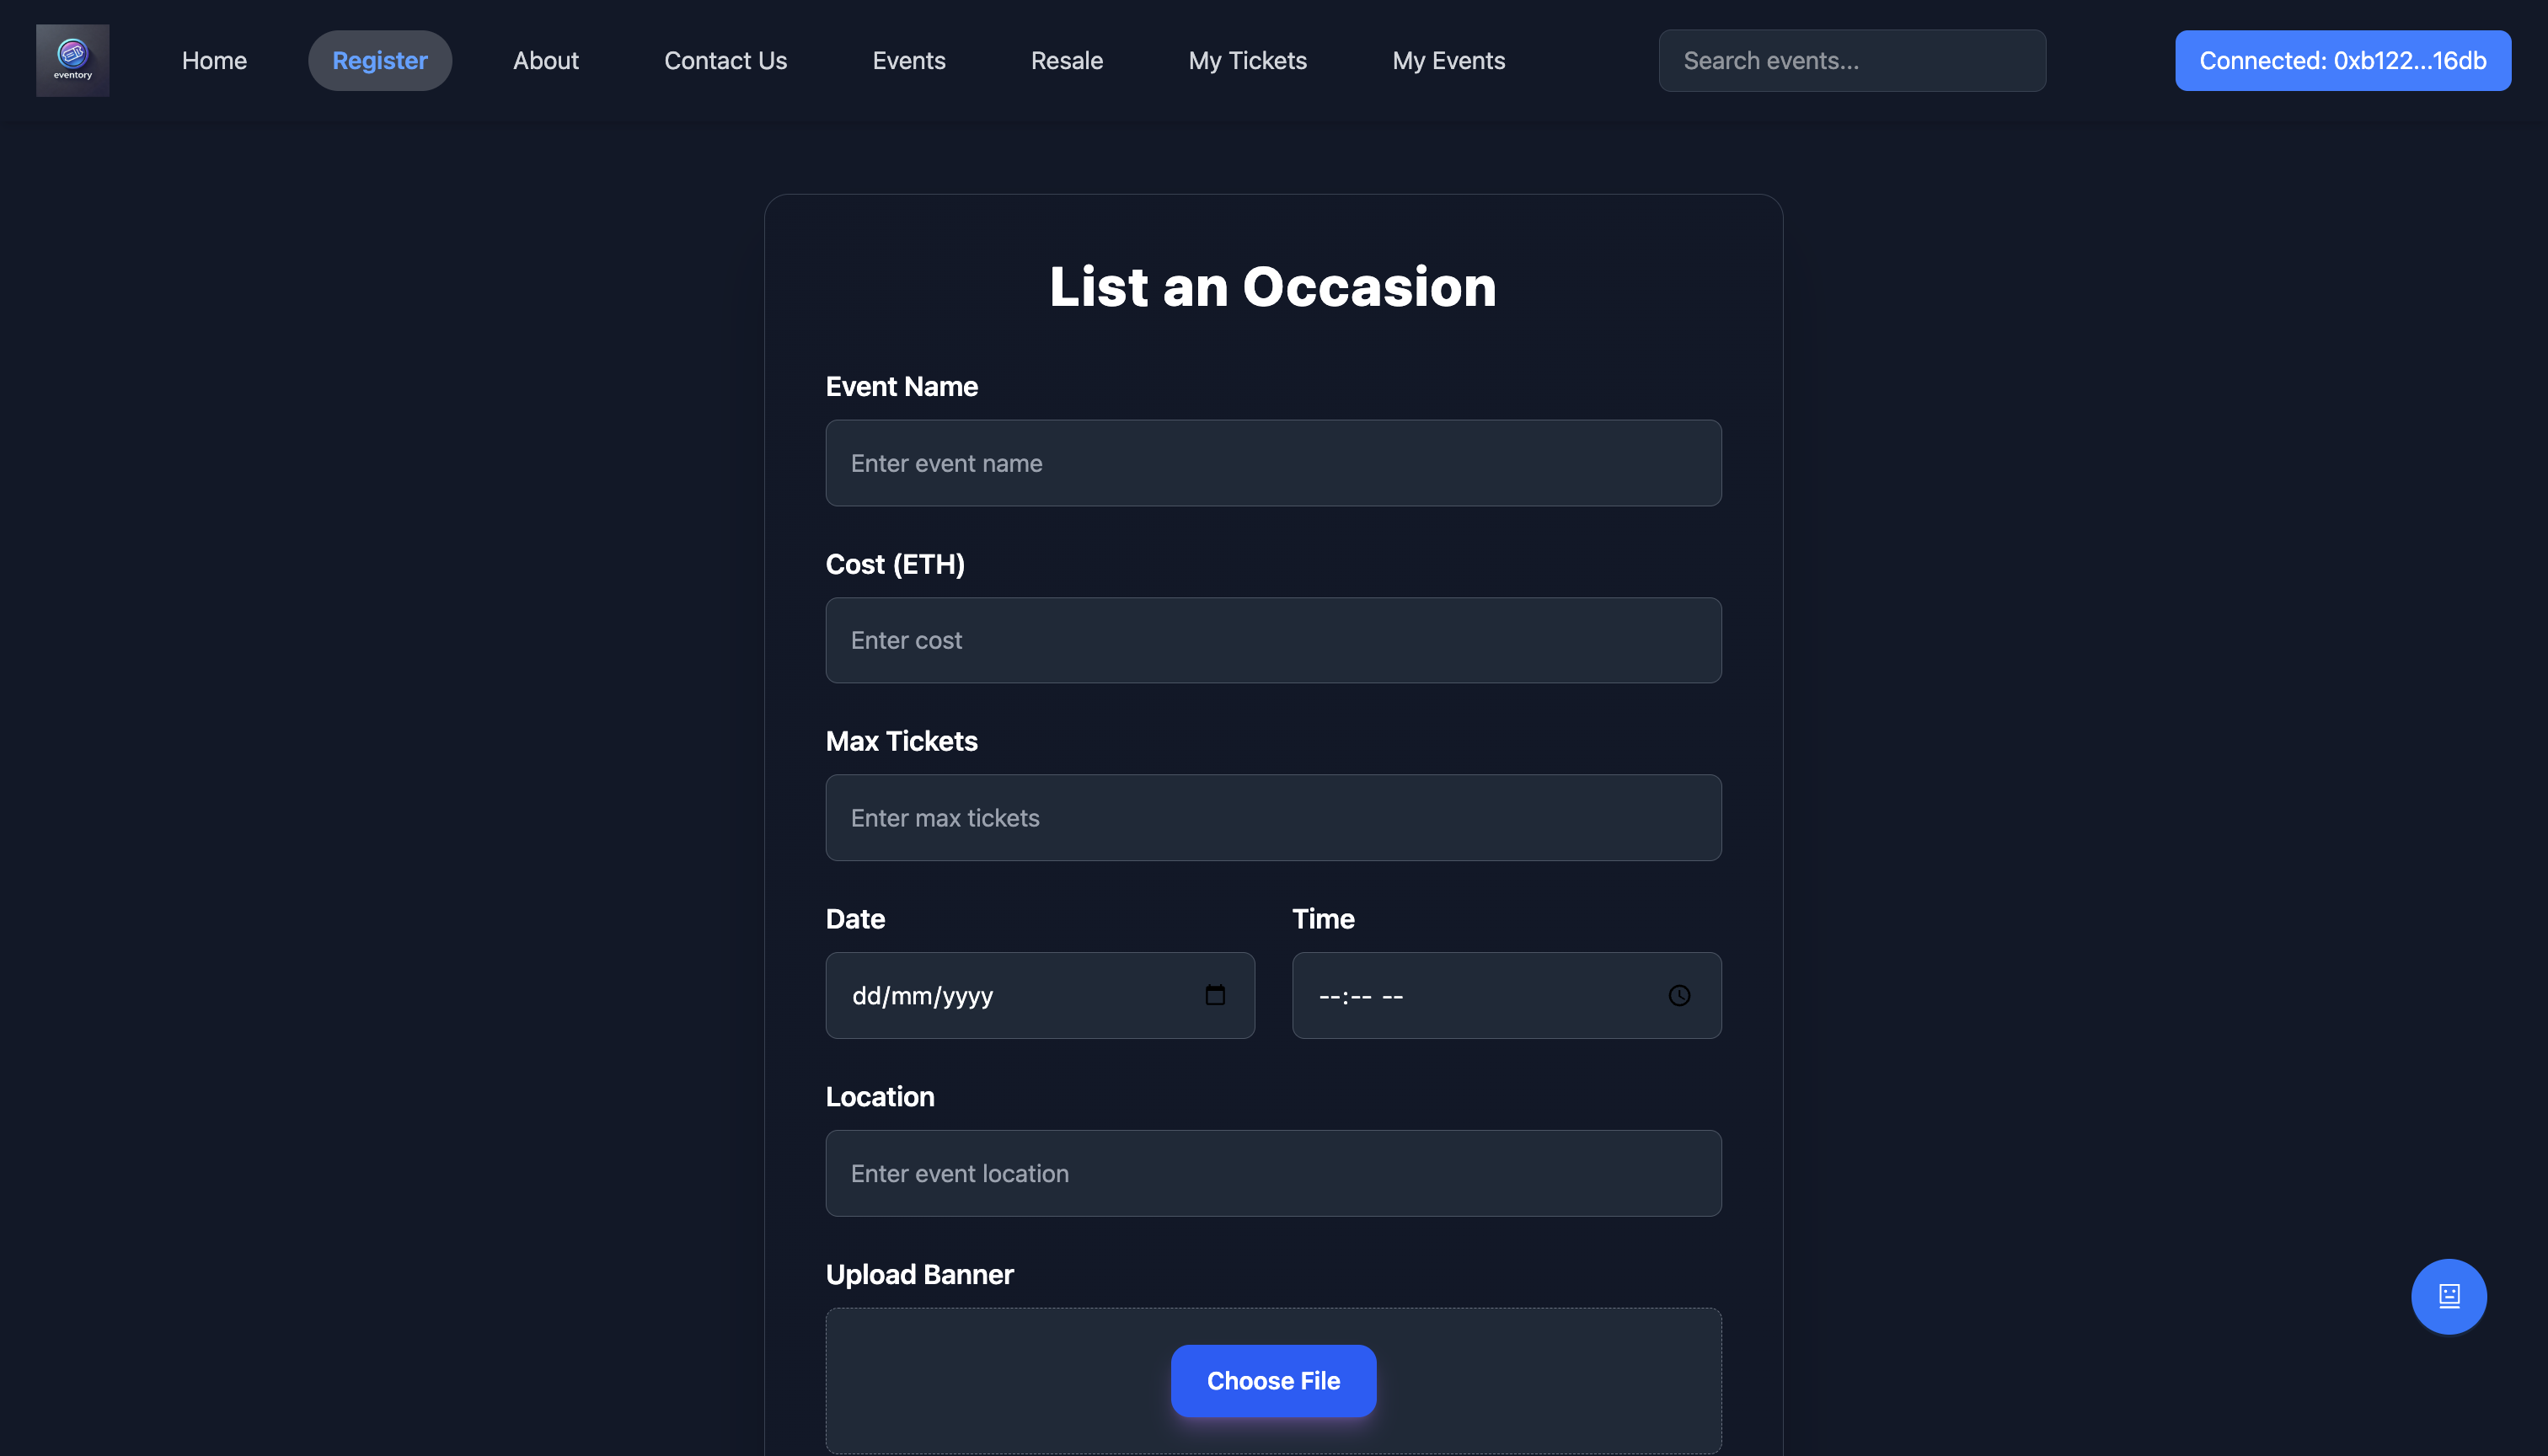 eventory
Home
Register
About
Contact Us
Events
Resale
My Tickets
My Events
Search events...
Connected: 0xb122...16db
List an Occasion
Event Name
Enter event name
Cost (ETH)
Enter cost
Max Tickets
Enter max tickets
Date
Time
dd/mm/yyyy
--:-- --
Location
Enter event location
Upload Banner
Choose File